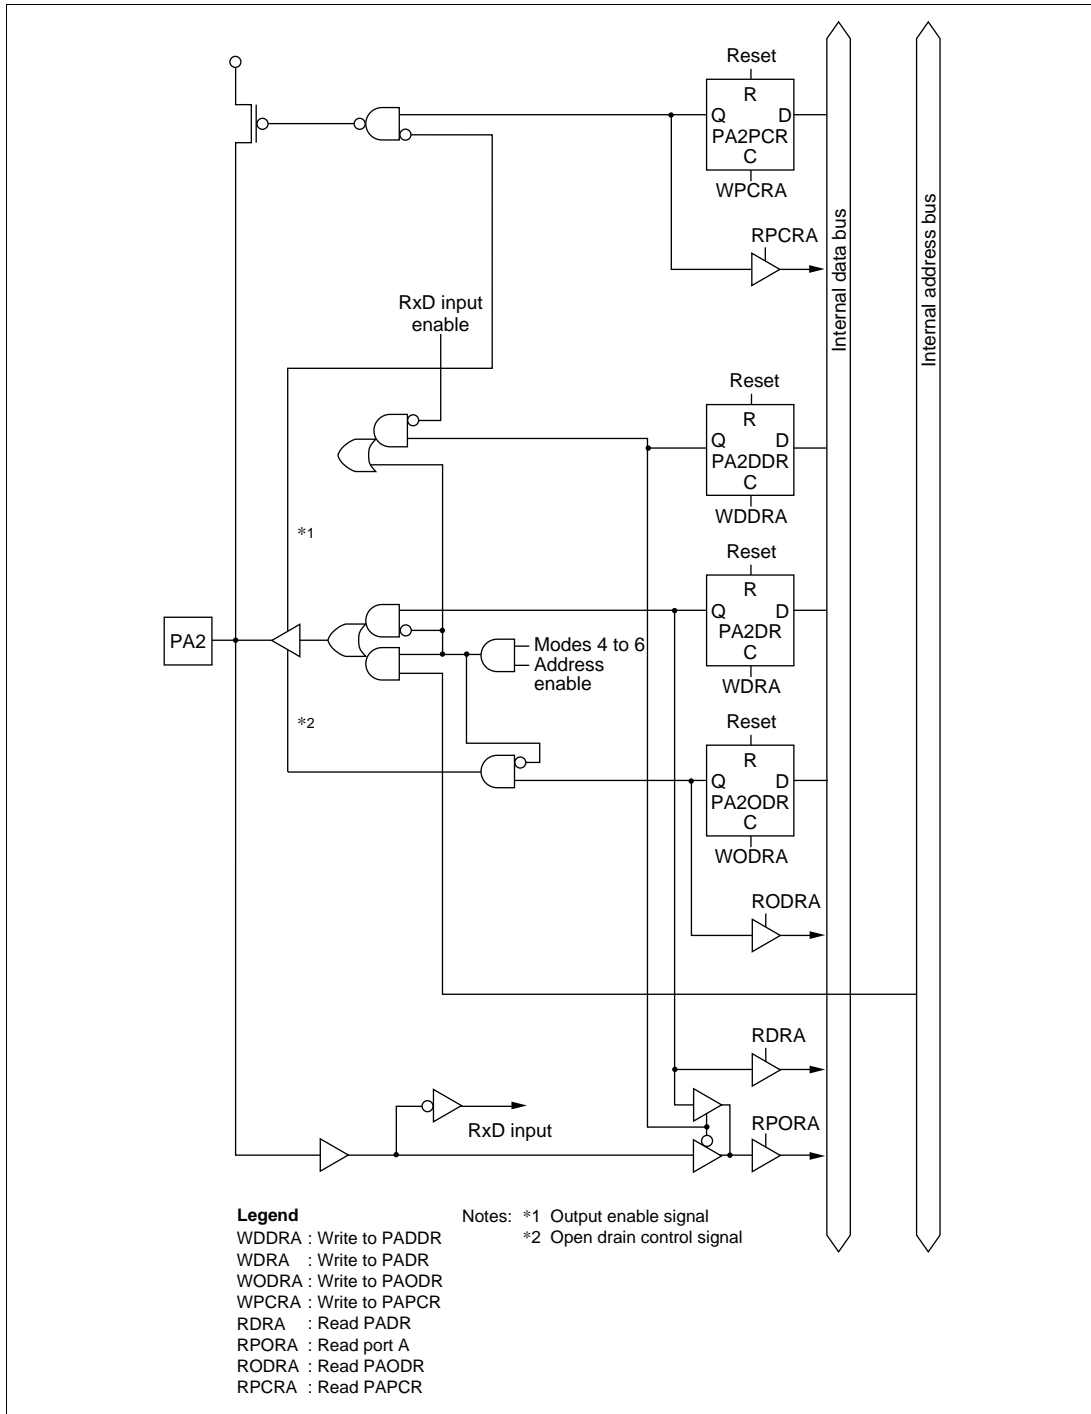 Reset
R
Q D
PA2PCR
C
WPCRA
RPCRA
Internal data bus
Internal address bus
RxD input
enable
Reset
R
Q D
PA2DDR
C
WDDRA
*1
Reset
R
Q D
PA2DR
C
WDRA
PA2
Modes 4 to 6
Address
enable
*2
Reset
R
Q D
PA2ODR
C
WODRA
RODRA
RDRA
RxD input
RPORA
Legend
WDDRA : Write to PADDR
WDRA : Write to PADR
WODRA : Write to PAODR
WPCRA : Write to PAPCR
RDRA : Read PADR
RPORA : Read port A
RODRA : Read PAODR
RPCRA : Read PAPCR
Notes: *1 Output enable signal
*2 Open drain control signal